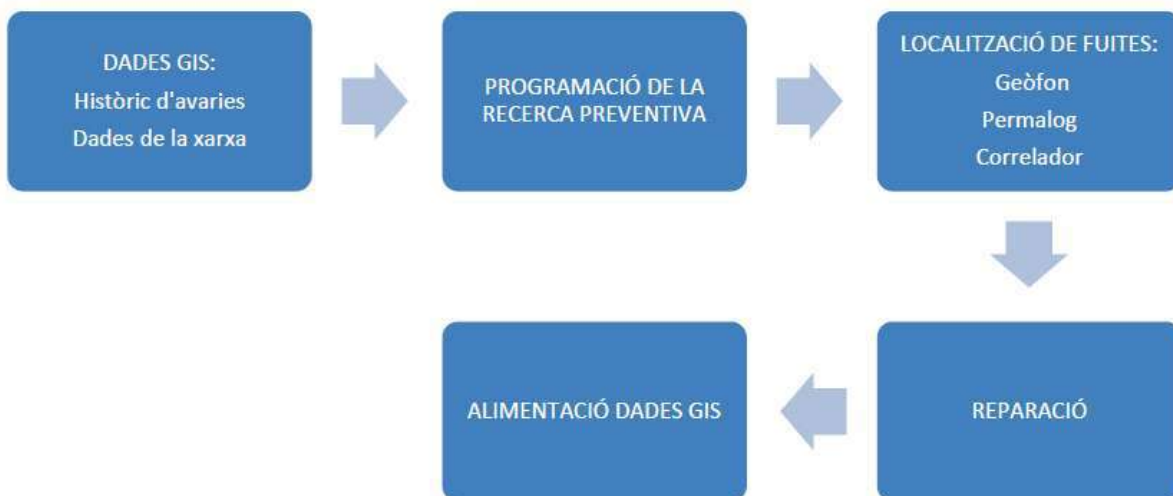 DADES GIS:
Històric d'avaries
Dades de la xarxa
PROGRAMACIÓ DE LA
RECERCA PREVENTIVA
LOCALITZACIÓ DE FUITES:
Geòfon
Permalog
Correlador
REPARACIÓ
ALIMENTACIÓ DADES GIS